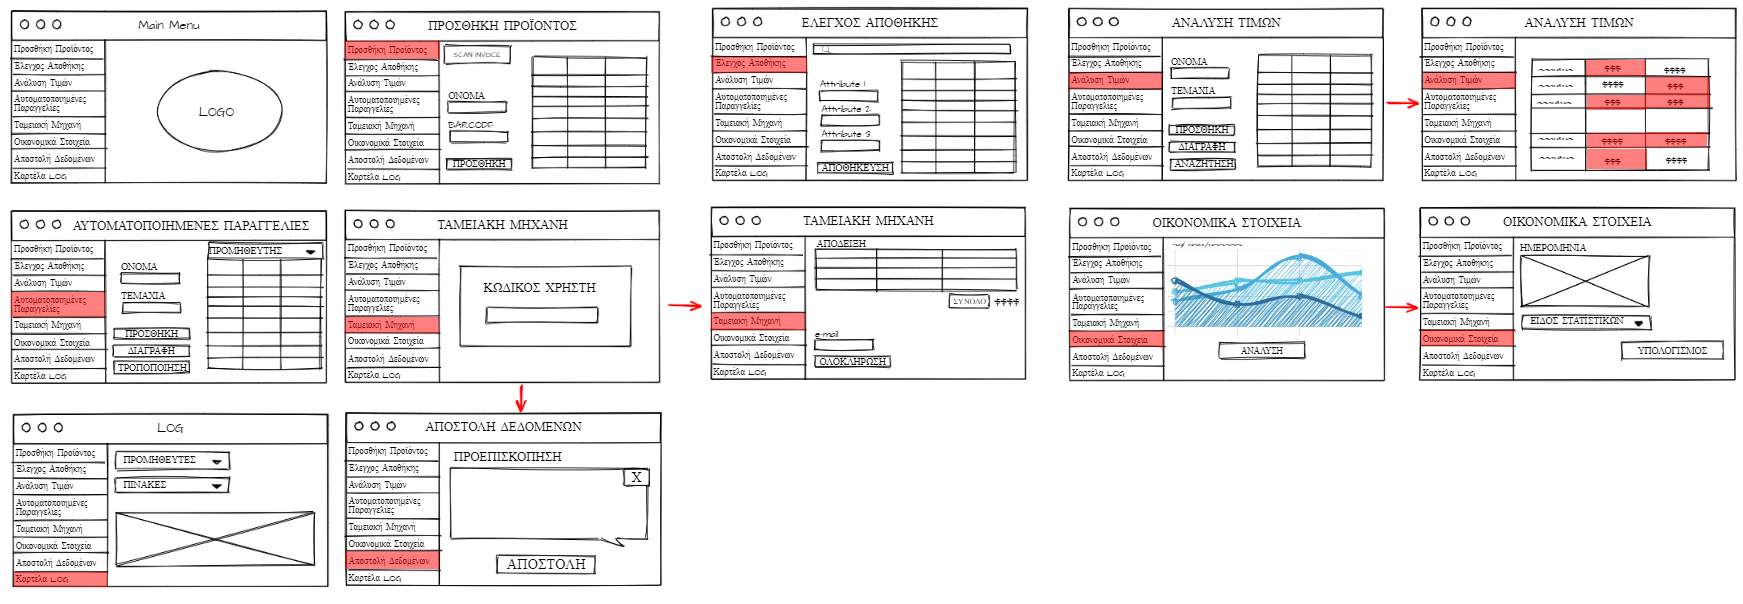 Main Menu
Προσθήκη Προϊόντος
Έλεγχος Αποθήκης
Ανάλυση Τιμών
Αυτοματοποιημένες
Παραγγελίες
Ταμειακή Μηχανή
Οικονομικά Στοιχεία
Αποστολή Δεδομένων
Καρτέλα LOG
LOGO
ΠΡΟΣΘΗΚΗ ΠΡΟΪΟΝΤΟΣ
Προσθήκη Προϊόντος
Έλεγχος Αποθήκης
Ανάλυση Τιμών
Αυτοματοποιημένες
Παραγγελίες
Ταμειακή Μηχανή
Οικονομικά Στοιχεία
Αποστολή Δεδομένων
Καρτέλα LOG
SCAN INVOICE
ΟΝΟΜΑ
BARCODE
ΠΡΟΣΘΗΚΗ
ΕΛΕΓΧΟΣ ΑΠΟΘΗΚΗΣ
Προσθήκη Προϊόντος
Έλεγχος Αποθήκης
Ανάλυση Τιμών
Αυτοματοποιημένες
Παραγγελίες
Ταμειακή Μηχανή
Οικονομικά Στοιχεία
Αποστολή Δεδομένων
Καρτέλα LOG
Attribute 1
Attribute 2
Attribute 3
ΑΠΟΘΗΚΕΥΣΗ
ΑΝΑΛΥΣΗ ΤΙΜΩΝ
Προσθήκη Προϊόντος
Έλεγχος Αποθήκης
Ανάλυση Τιμών
Αυτοματοποιημένες
Παραγγελίες
Ταμειακή Μηχανή
Οικονομικά Στοιχεία
Αποστολή Δεδομένων
Καρτέλα LOG
ΟΝΟΜΑ
ΤΕΜΑΧΙΑ
ΠΡΟΣΘΗΚΗ
ΔΙΑΓΡΑΦΗ
ΑΝΑΖΗΤΗΣΗ
ΑΝΑΛΥΣΗ ΤΙΜΩΝ
Προσθήκη Προϊόντος
Έλεγχος Αποθήκης
Ανάλυση Τιμών
Αυτοματοποιημένες
Παραγγελίες
Ταμειακή Μηχανή
Οικονομικά Στοιχεία
Αποστολή Δεδομένων
Καρτέλα LOG
$$$ $$$$
$$$$ $$$
$$$ $$$
$$$$ $$$$
$$$ $$$$
ΑΥΤΟΜΑΤΟΠΟΙΗΜΕΝΕΣ ΠΑΡΑΓΓΕΛΙΕΣ
Προσθήκη Προϊόντος
Έλεγχος Αποθήκης
Ανάλυση Τιμών
Αυτοματοποιημένες
Παραγγελίες
Ταμειακή Μηχανή
Οικονομικά Στοιχεία
Αποστολή Δεδομένων
Καρτέλα LOG
ΠΡΟΜΗΘΕΥΤΗΣ
ΟΝΟΜΑ
ΤΕΜΑΧΙΑ
ΠΡΟΣΘΗΚΗ
ΔΙΑΓΡΑΦΗ
ΤΡΟΠΟΠΟΙΗΣΗ
ΤΑΜΕΙΑΚΗ ΜΗΧΑΝΗ
Προσθήκη Προϊόντος
Έλεγχος Αποθήκης
Ανάλυση Τιμών
Αυτοματοποιημένες
Παραγγελίες
Ταμειακή Μηχανή
Οικονομικά Στοιχεία
Αποστολή Δεδομένων
Καρτέλα LOG
ΚΩΔΙΚΟΣ ΧΡΗΣΤΗ
ΤΑΜΕΙΑΚΗ ΜΗΧΑΝΗ
Προσθήκη Προϊόντος
Έλεγχος Αποθήκης
Ανάλυση Τιμών
Αυτοματοποιημένες
Παραγγελίες
Ταμειακή Μηχανή
Οικονομικά Στοιχεία
Αποστολή Δεδομένων
Καρτέλα LOG
ΑΠΟΔΕΙΞΗ
ΣΥΝΟΛΟ $$$$
e-mail
ΟΛΟΚΛΗΡΩΣΗ
ΟΙΚΟΝΟΜΙΚΑ ΣΤΟΙΧΕΙΑ
Προσθήκη Προϊόντος
Έλεγχος Αποθήκης
Ανάλυση Τιμών
Αυτοματοποιημένες
Παραγγελίες
Ταμειακή Μηχανή
Οικονομικά Στοιχεία
Αποστολή Δεδομένων
Καρτέλα LOG
ΑΝΑΛΥΣΗ
ΟΙΚΟΝΟΜΙΚΑ ΣΤΟΙΧΕΙΑ
Προσθήκη Προϊόντος
Έλεγχος Αποθήκης
Ανάλυση Τιμών
Αυτοματοποιημένες
Παραγγελίες
Ταμειακή Μηχανή
Οικονομικά Στοιχεία
Αποστολή Δεδομένων
Καρτέλα LOG
ΗΜΕΡΟΜΗΝΙΑ
ΕΙΔΟΣ ΣΤΑΤΙΣΤΙΚΩΝ
ΥΠΟΛΟΓΙΣΜΟΣ
LOG
Προσθήκη Προϊόντος
Έλεγχος Αποθήκης
Ανάλυση Τιμών
Αυτοματοποιημένες
Παραγγελίες
Ταμειακή Μηχανή
Οικονομικά Στοιχεία
Αποστολή Δεδομένων
Καρτέλα LOG
ΠΡΟΜΗΘΕΥΤΕΣ
ΠΙΝΑΚΕΣ
ΑΠΟΣΤΟΛΗ ΔΕΔΟΜΕΝΩΝ
Προσθήκη Προϊόντος
Έλεγχος Αποθήκης
Ανάλυση Τιμών
Αυτοματοποιημένες
Παραγγελίες
Ταμειακή Μηχανή
Οικονομικά Στοιχεία
Αποστολή Δεδομένων
Καρτέλα LOG
ΠΡΟΕΠΙΣΚΟΠΗΣΗ
X
ΑΠΟΣΤΟΛΗ